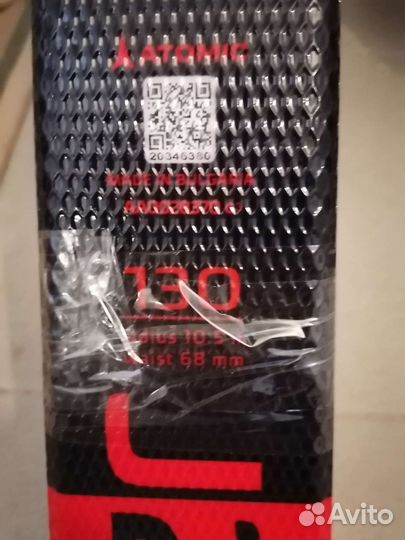 ATOMIC
20346380
MADE IN BULGARIA
130
radius 10.5
waist 68 mm
J
Avito